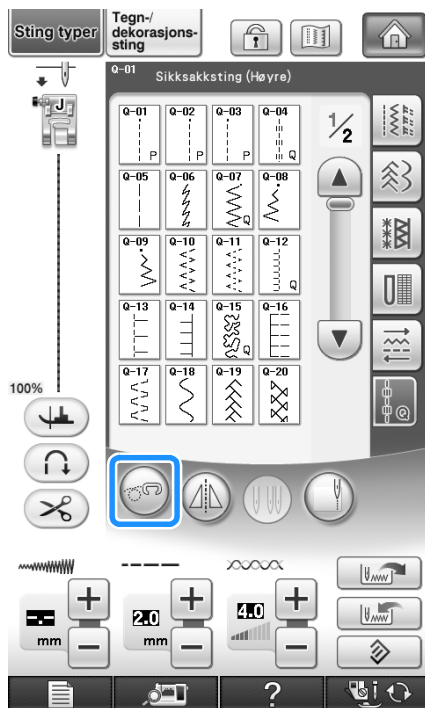 Sting typer
Tegn-/
dekorasjons-
sting
Q-01
Sikksakksting (Høyre)
J
Q-01 Q-02 Q-03 Q-04
P P P Q
1/2
Q-05 Q-06 Q-07 Q-08
Q
Q-09 Q-10 Q-11 Q-12
Q
Q-13 Q-14 Q-15 Q-16
Q
Q-17 Q-18 Q-19 Q-20
Q
100%
-.- 2.0 4.0
mm mm
?